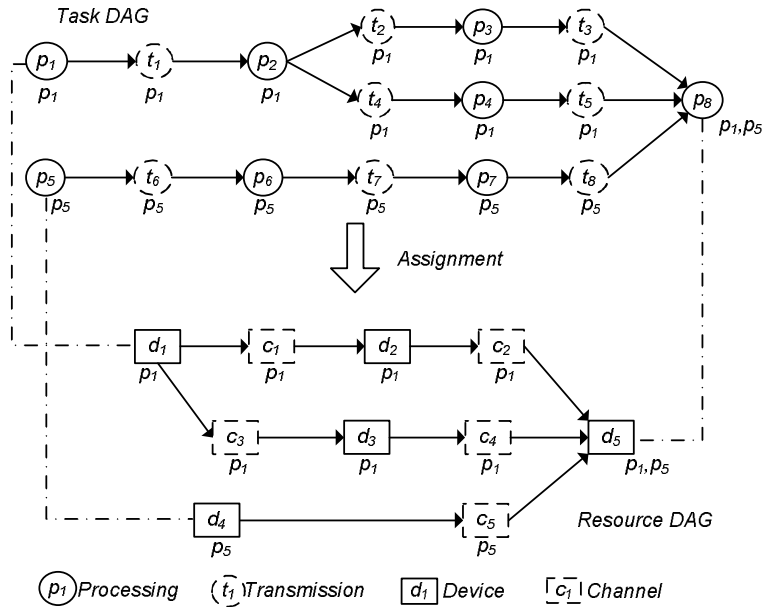 Task DAG
t2 p3 t3
p1 p1 p1
p1 t1 p2
p1 p1 p1
t4 p4 t5 p8
p1 p1 p1 p1,p5
p5 t6 p6 t7 p7 t8
p5 p5 p5 p5 p5 p5
Assignment
d1 c1 d2 c2
p1 p1 p1 p1
c3 d3 c4 d5
p1 p1 p1 p1,p5
d4 c5 Resource DAG
p5 p5
p1 Processing t1 Transmission d1 Device c1 Channel